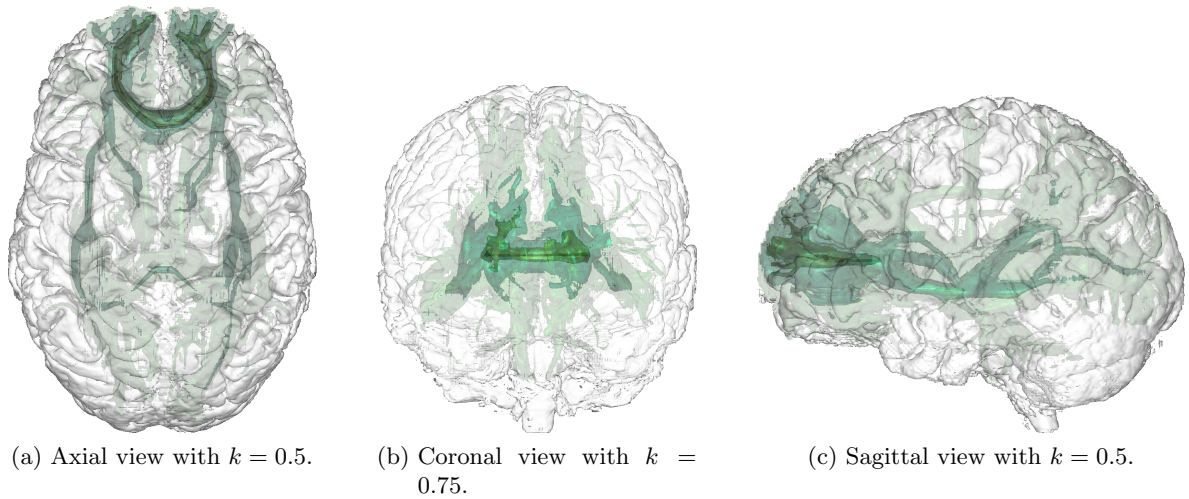 (a) Axial view with k = 0.5.
(b) Coronal view with k =
0.75.
(c) Sagittal view with k = 0.5.